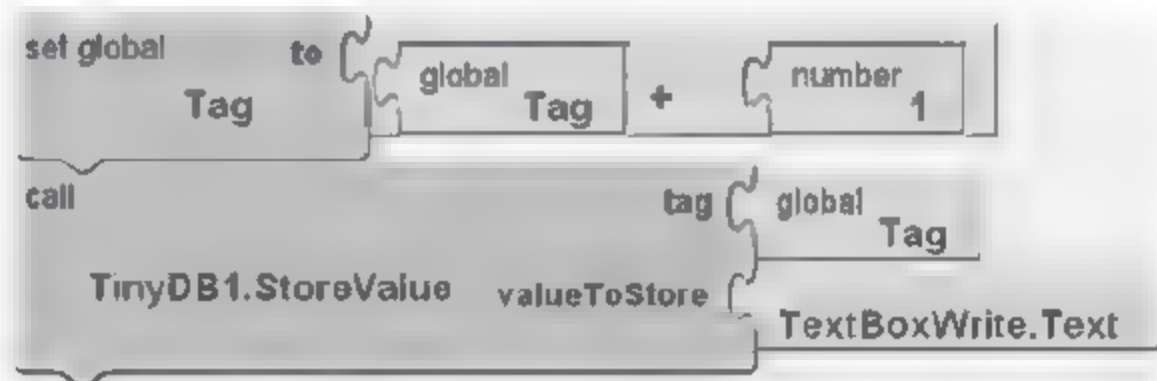 set global to global Tag + number 1
Tag
call tag global Tag
TinyDB1.StoreValue valueToStore TextBoxWrite.Text